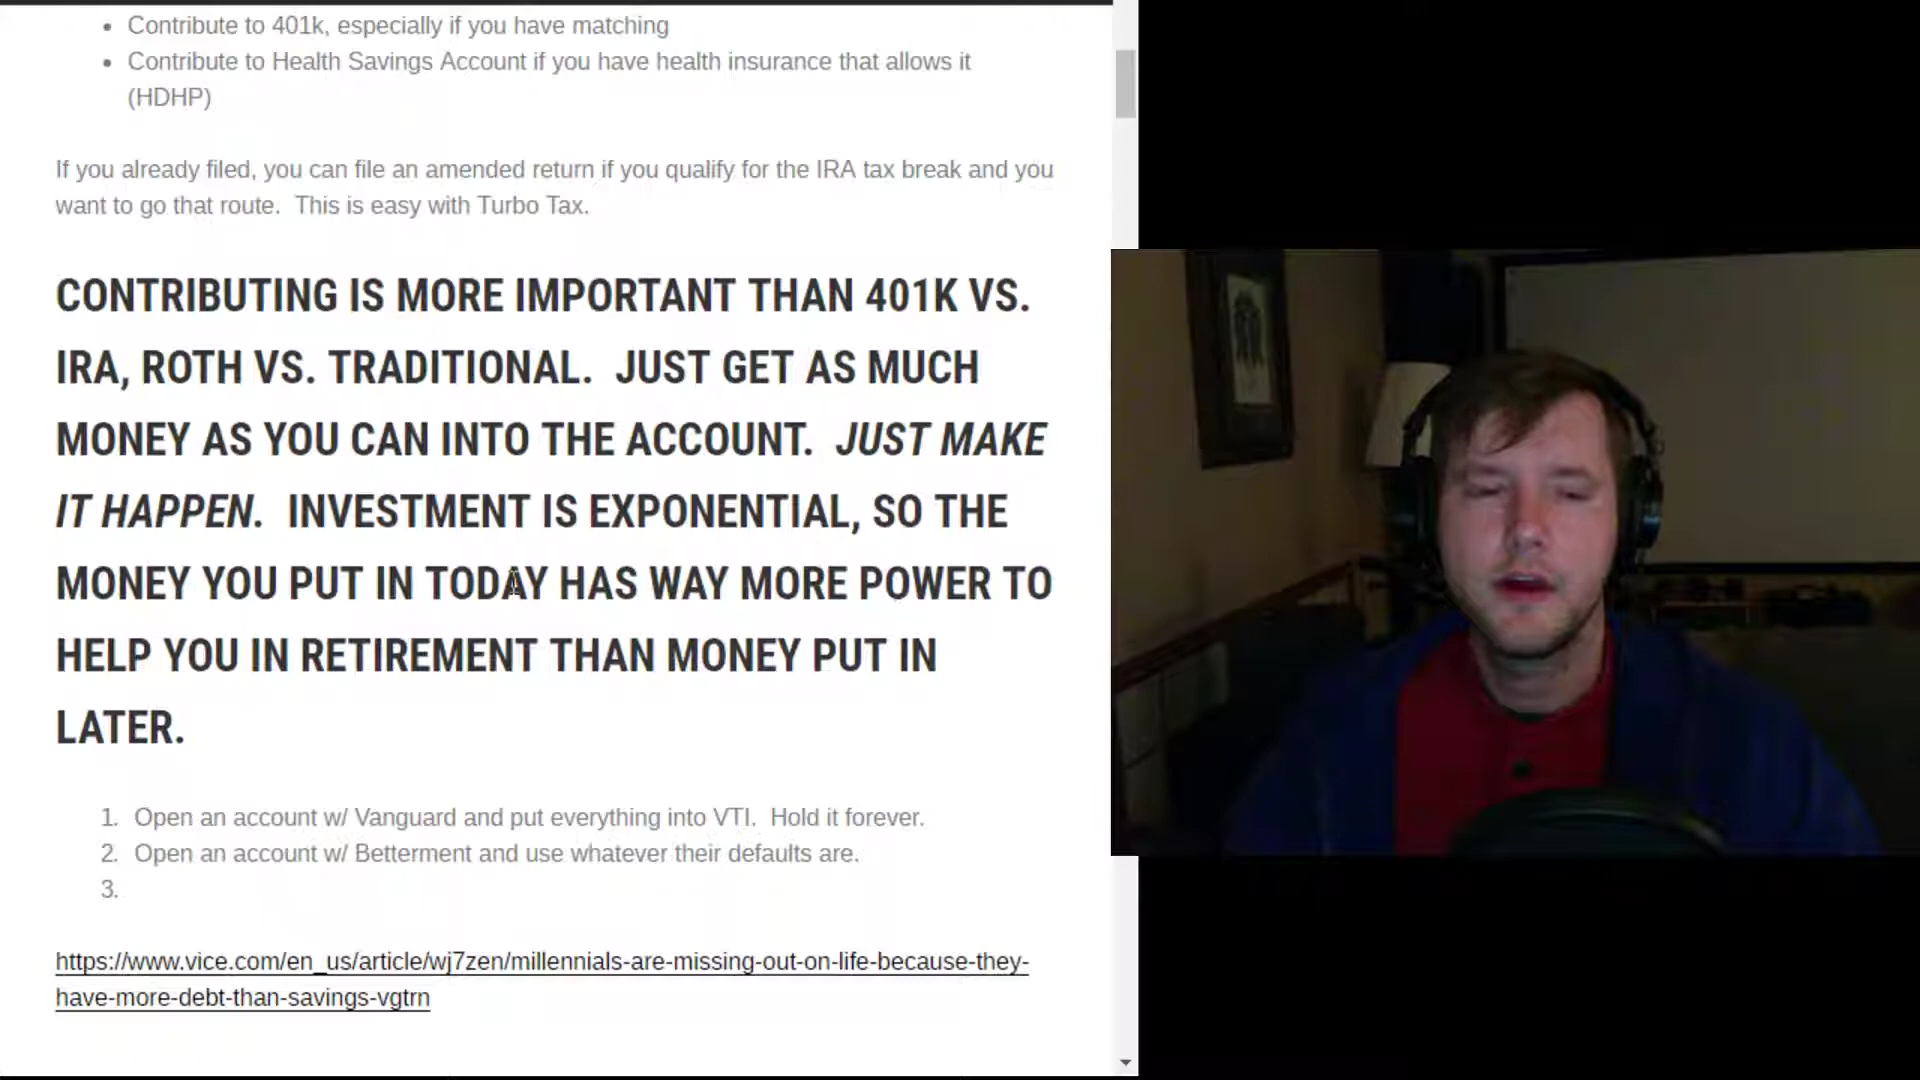 • Contribute to 401k, especially if you have matching
• Contribute to Health Savings Account if you have health insurance that allows it
(HDHP)
If you already filed, you can file an amended return if you qualify for the IRA tax break and you
want to go that route.  This is easy with Turbo Tax.
CONTRIBUTING IS MORE IMPORTANT THAN 401K VS.
IRA, ROTH VS. TRADITIONAL.  JUST GET AS MUCH
MONEY AS YOU CAN INTO THE ACCOUNT.  JUST MAKE
IT HAPPEN.  INVESTMENT IS EXPONENTIAL, SO THE
MONEY YOU PUT IN TODAY HAS WAY MORE POWER TO
HELP YOU IN RETIREMENT THAN MONEY PUT IN
LATER.
1. Open an account w/ Vanguard and put everything into VTI.  Hold it forever.
2. Open an account w/ Betterment and use whatever their defaults are.
3.
https://www.vice.com/en_us/article/wj7zen/millennials-are-missing-out-on-life-because-they-
have-more-debt-than-savings-vgtrn